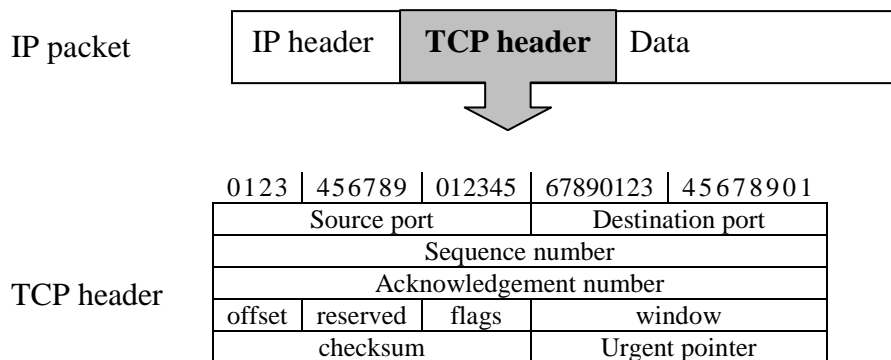 IP packet IP header TCP header Data
0123 456789 012345 67890123 45678901
Source port Destination port
Sequence number
Acknowledgement number
TCP header
offset reserved flags window
checksum Urgent pointer